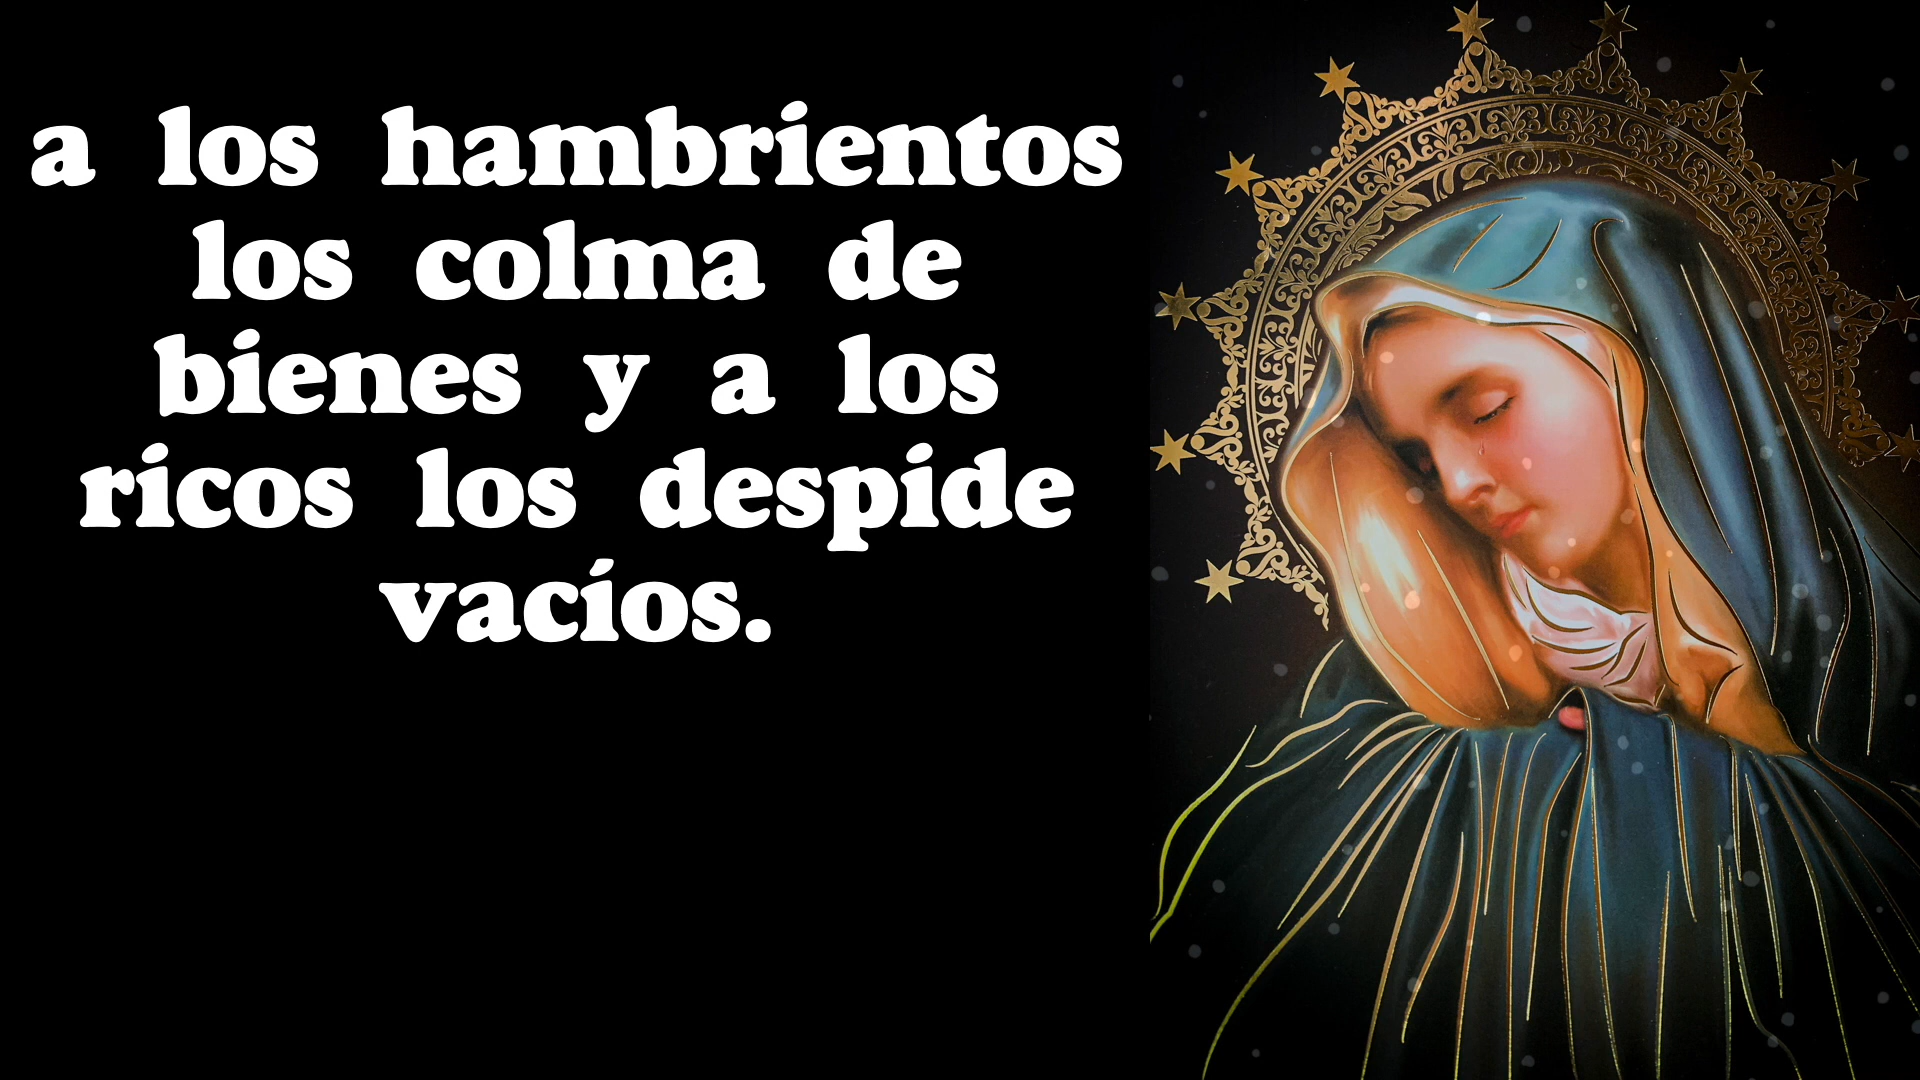 a los hambrientos
los colma de
bienes y a los
ricos los despide
vacíos.